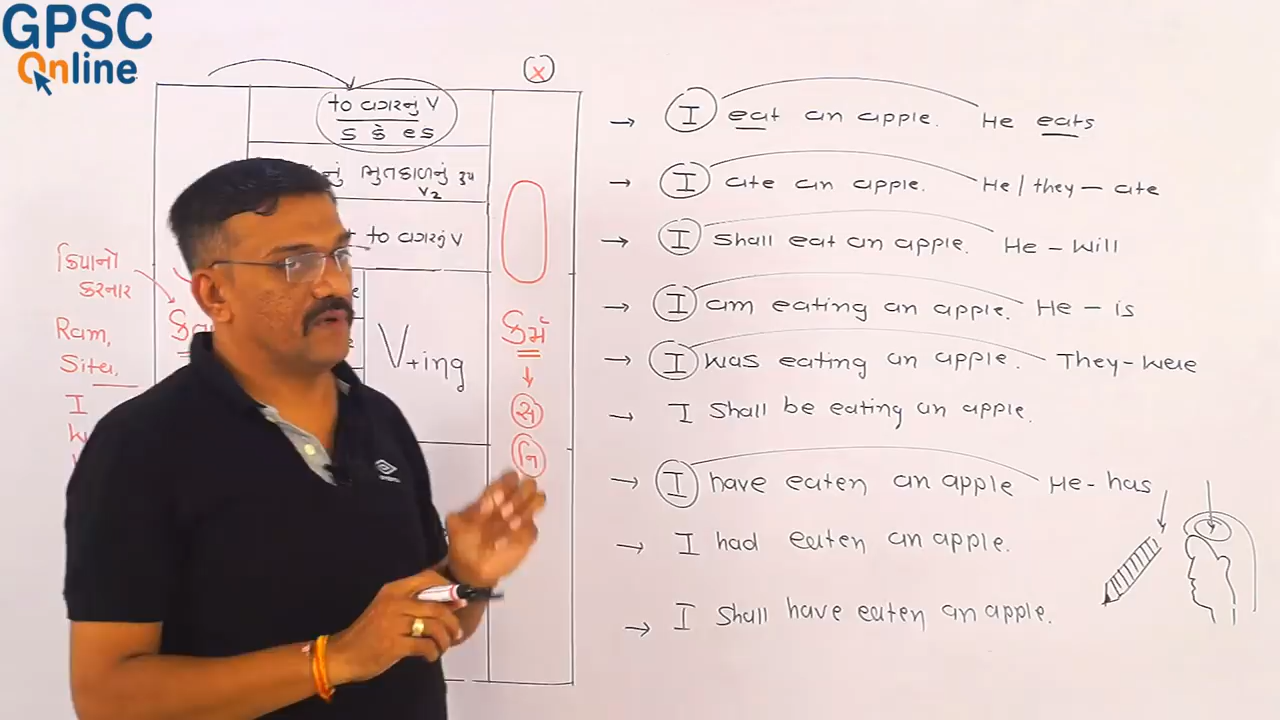 GPSC
Online
x
to વગરનું V
s કે es
નું ભુતકાળનું રૂપ
V2
+ to વગરનું V
ક્રિયાનો
કરનાર
Ram,
Sita,
I
V+ing
કર્મ
સ
નિ
→ I eat an apple. He eats
→ I ate an apple. He/they – ate
→ I shall eat an apple. He – will
→ I am eating an apple. He – is
→ I was eating an apple. They – were
→ I shall be eating an apple.
→ I have eaten an apple He – has
→ I had eaten an apple.
→ I shall have eaten an apple.